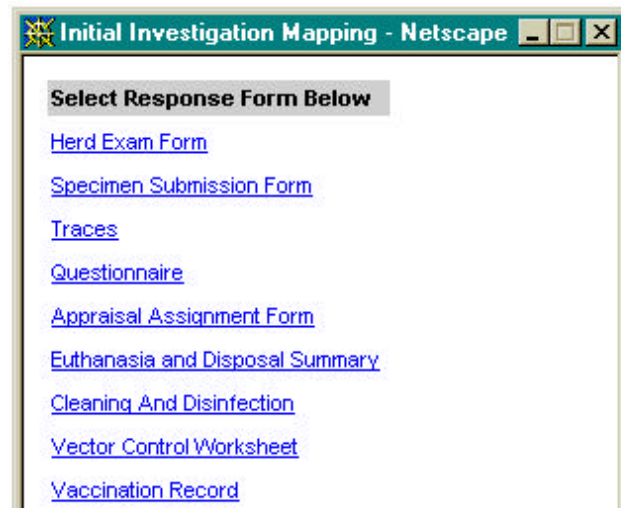 Initial Investigation Mapping - Netscape
Select Response Form Below
Herd Exam Form
Specimen Submission Form
Traces
Questionnaire
Appraisal Assignment Form
Euthanasia and Disposal Summary
Cleaning And Disinfection
Vector Control Worksheet
Vaccination Record